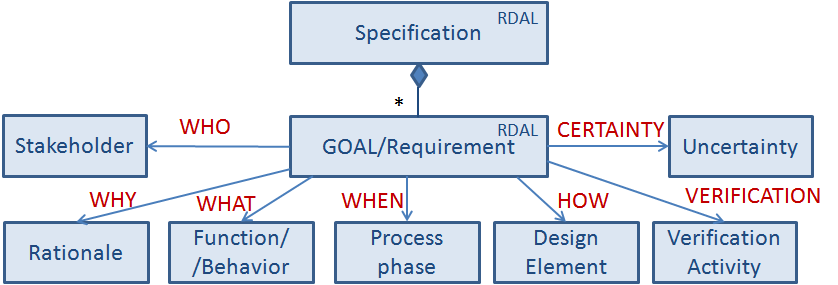 RDAL
Specification
*
RDAL
WHO
CERTAINTY
Stakeholder
GOAL/Requirement
Uncertainty
WHY
WHAT
WHEN
HOW
VERIFICATION
Rationale
Function/
/Behavior
Process
phase
Design
Element
Verification
Activity